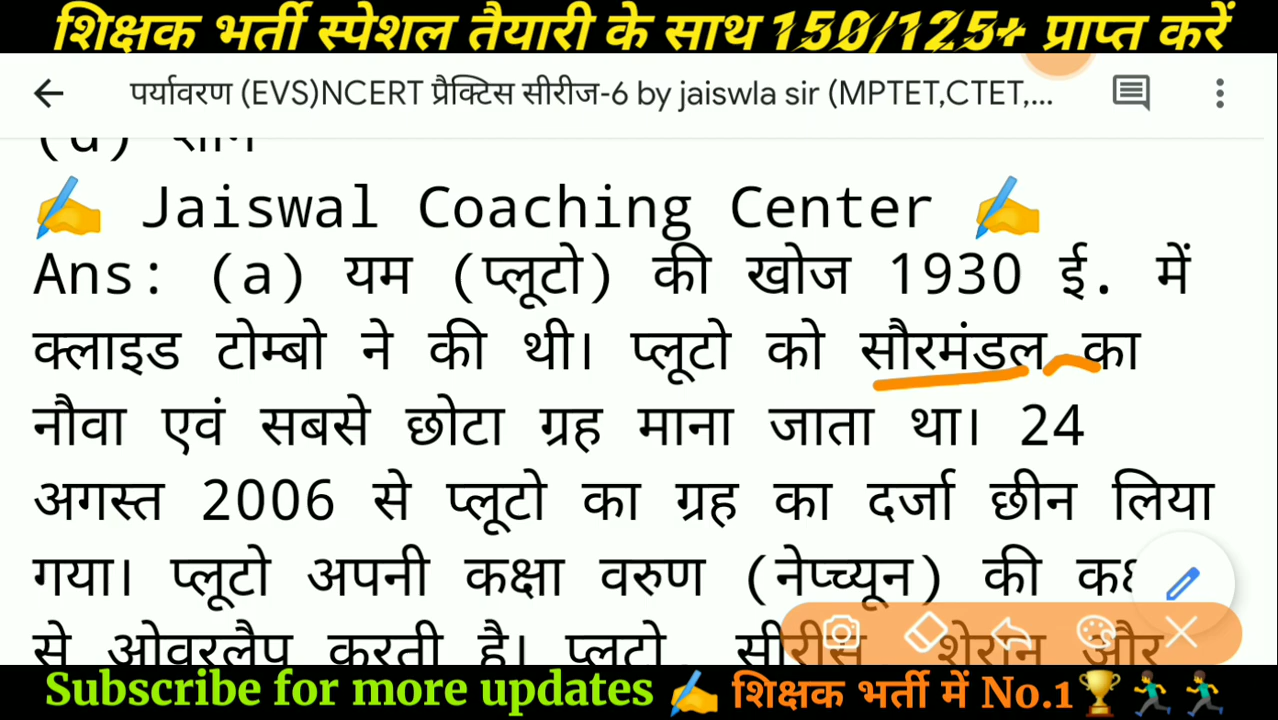 शिक्षक भर्ती स्पेशल तैयारी के साथ 150/125+ प्राप्त करें
पर्यावरण (EVS)NCERT प्रैक्टिस सीरीज-6 by jaiswla sir (MPTET,CTET,...
✍ Jaiswal Coaching Center ✍
Ans: (a) यम (प्लूटो) की खोज 1930 ई. में
क्लाइड टोम्बो ने की थी। प्लूटो को सौरमंडल का
नौवा एवं सबसे छोटा ग्रह माना जाता था। 24
अगस्त 2006 से प्लूटो का ग्रह का दर्जा छीन लिया
गया। प्लूटो अपनी कक्षा वरुण (नेप्च्यून) की
से ओवरलैप करती है। प्लूटो सीरीस शेरॉन और
Subscribe for more updates ✍ शिक्षक भर्ती में No.1🏆🏃‍♂️🏃‍♂️